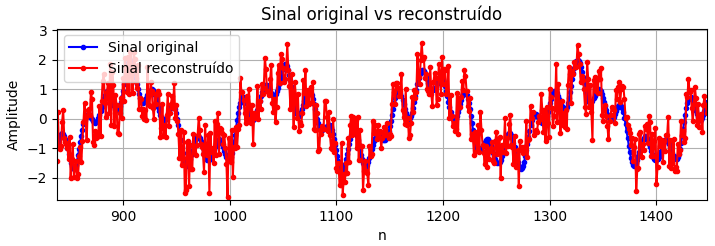 Sinal original vs reconstruído
Sinal original
Sinal reconstruído
Amplitude
3
2
1
0
−1
−2
900
1000
1100
1200
1300
1400
n